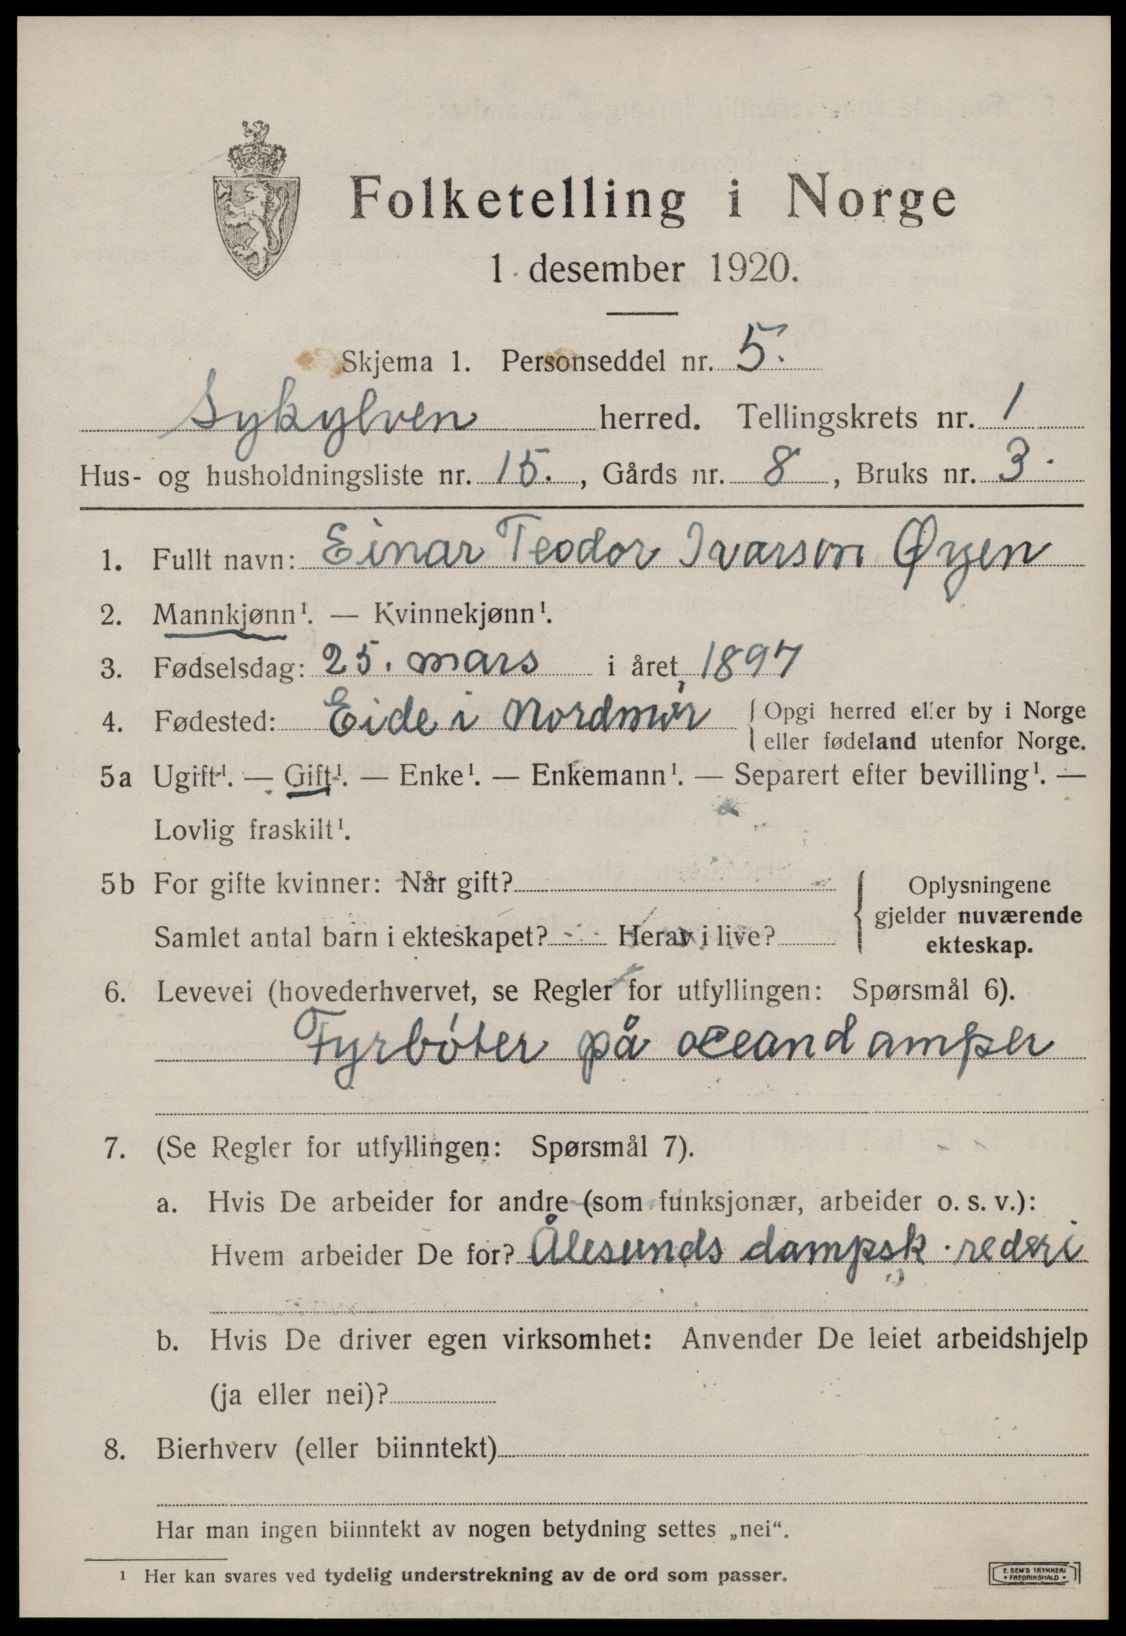 Folketelling i Norge
1. desember 1920.
Skjema 1. Personseddel nr. 5.
Sykylven herred. Tellingskrets nr. 1
Hus- og husholdningsliste nr. 15., Gårds nr. 8, Bruks nr. 3.
1. Fullt navn: Einar Teodor Ivarson Øyen
2. Mannkjønn¹. — Kvinnekjønn¹.
3. Fødselsdag: 25. mars i året 1897
4. Fødested: Eide i Nordmør { Opgi herred eller by i Norge
eller fødeland utenfor Norge.
5a Ugift¹. — Gift¹. — Enke¹. — Enkemann¹. — Separert efter bevilling¹. —
Lovlig fraskilt¹.
5b For gifte kvinner: Når gift?
Samlet antal barn i ekteskapet? Herav i live?
Oplysningene
gjelder nuværende
ekteskap.
6. Levevei (hovederhvervet, se Regler for utfyllingen: Spørsmål 6).
Fyrbøter på oceandamper
7. (Se Regler for utfyllingen: Spørsmål 7).
a. Hvis De arbeider for andre (som funksjonær, arbeider o. s. v.):
Hvem arbeider De for? Ålesunds dampsk. rederi
b. Hvis De driver egen virksomhet: Anvender De leiet arbeidshjelp
(ja eller nei)?
8. Bierhverv (eller biinntekt)
Har man ingen biinntekt av nogen betydning settes „nei“.
¹ Her kan svares ved tydelig understrekning av de ord som passer.
E. SEM'S TRYKKERI
• FREDRIKSHALD •